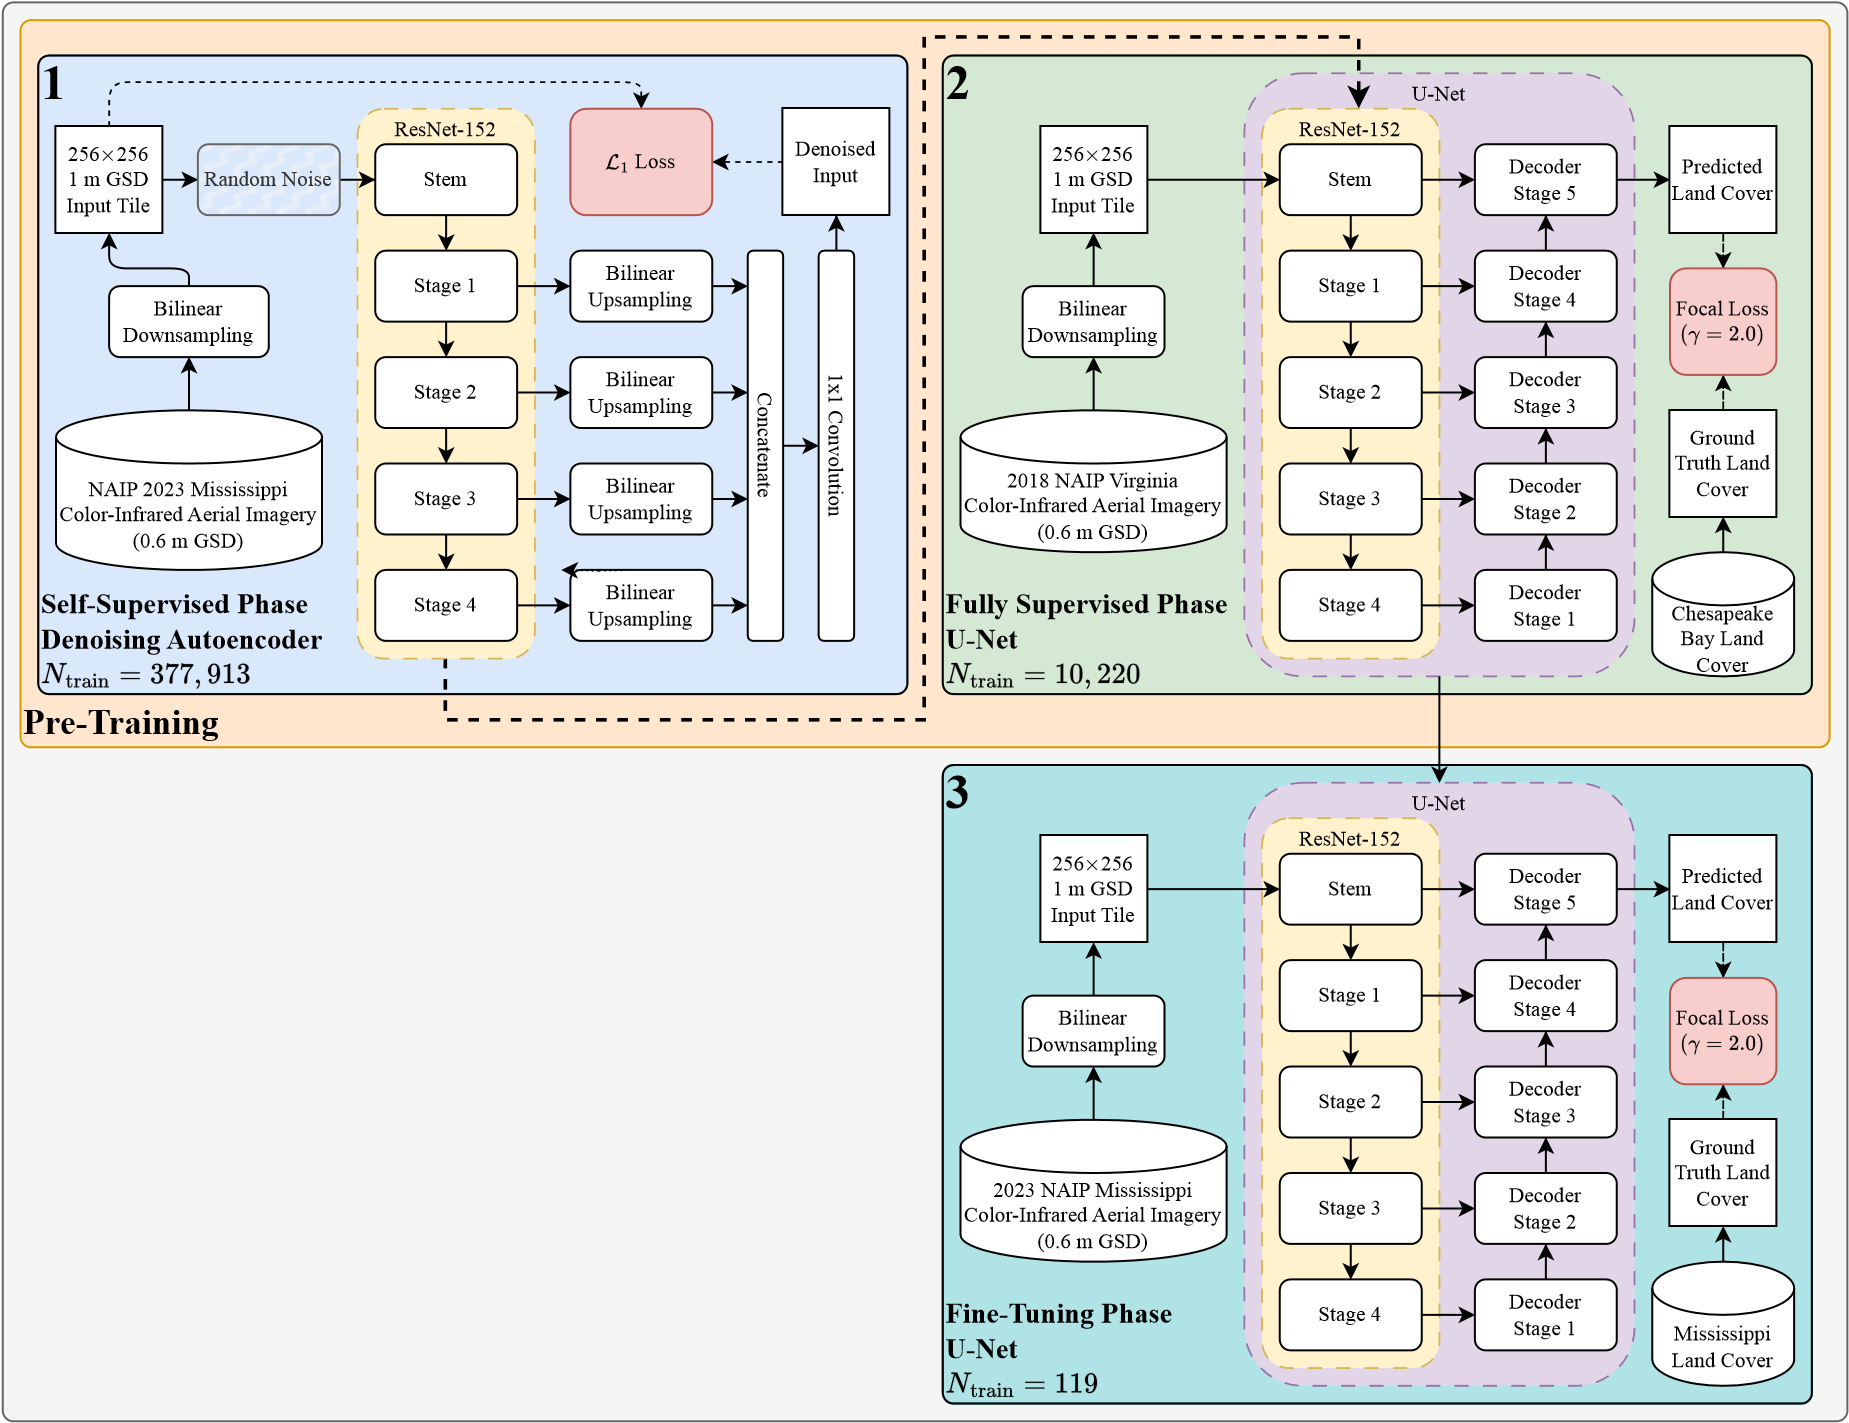 1
256×256
1 m GSD
Input Tile
Random Noise
ResNet-152
Stem
Stage 1
Stage 2
Stage 3
Stage 4
ℒ₁ Loss
Denoised
Input
Bilinear
Downsampling
NAIP 2023 Mississippi
Color-Infrared Aerial Imagery
(0.6 m GSD)
Bilinear
Upsampling
Bilinear
Upsampling
Bilinear
Upsampling
Bilinear
Upsampling
Concatenate
1x1 Convolution
Self-Supervised Phase
Denoising Autoencoder
N_train = 377,913
Pre-Training
2
U-Net
256×256
1 m GSD
Input Tile
Bilinear
Downsampling
2018 NAIP Virginia
Color-Infrared Aerial Imagery
(0.6 m GSD)
ResNet-152
Stem
Stage 1
Stage 2
Stage 3
Stage 4
Decoder
Stage 5
Decoder
Stage 4
Decoder
Stage 3
Decoder
Stage 2
Decoder
Stage 1
Predicted
Land Cover
Focal Loss
(γ = 2.0)
Ground
Truth Land
Cover
Chesapeake
Bay Land
Cover
Fully Supervised Phase
U-Net
N_train = 10,220
3
U-Net
256×256
1 m GSD
Input Tile
Bilinear
Downsampling
2023 NAIP Mississippi
Color-Infrared Aerial Imagery
(0.6 m GSD)
ResNet-152
Stem
Stage 1
Stage 2
Stage 3
Stage 4
Decoder
Stage 5
Decoder
Stage 4
Decoder
Stage 3
Decoder
Stage 2
Decoder
Stage 1
Predicted
Land Cover
Focal Loss
(γ = 2.0)
Ground
Truth Land
Cover
Mississippi
Land Cover
Fine-Tuning Phase
U-Net
N_train = 119